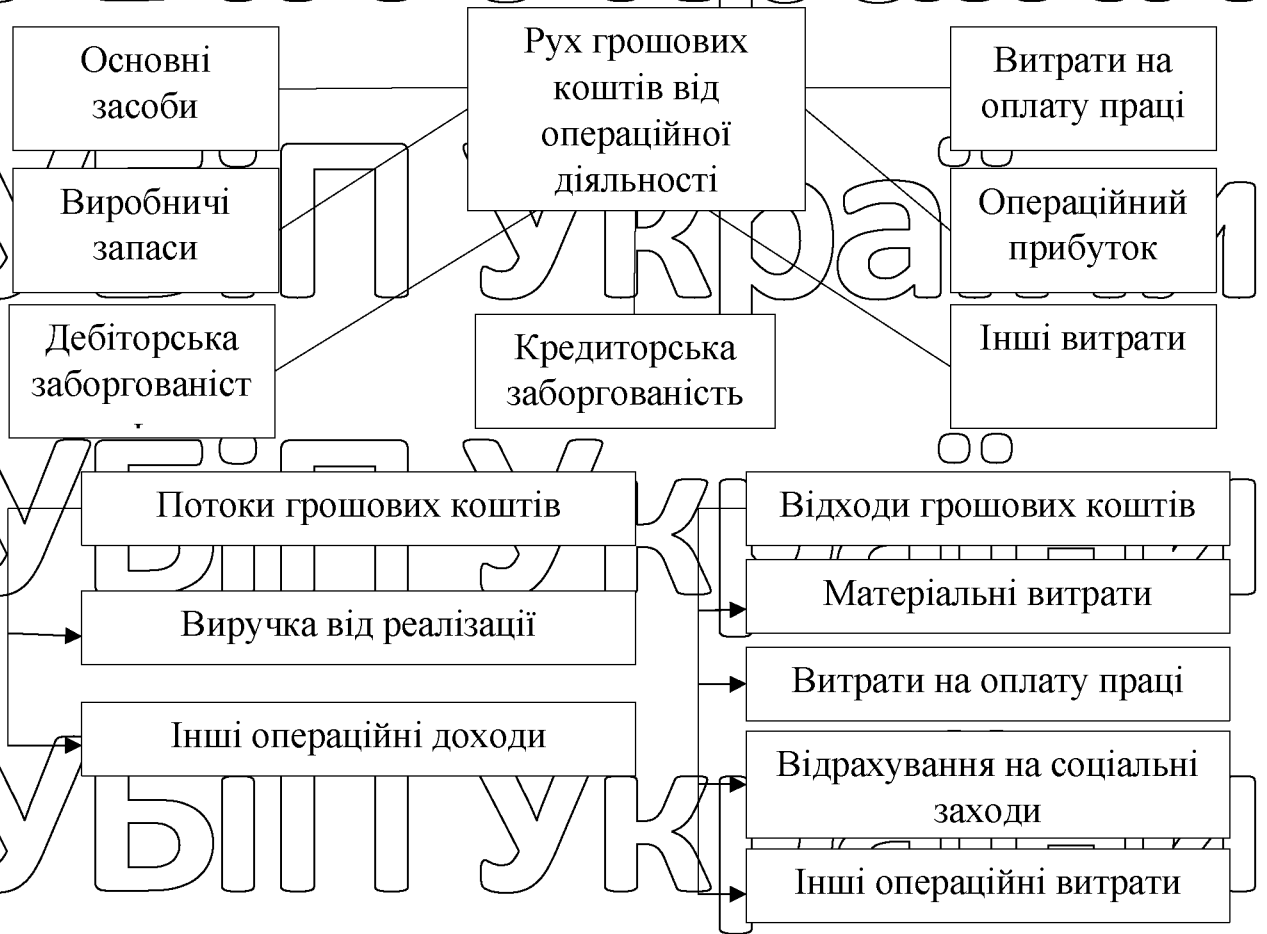 Основні
засоби
Рух грошових
коштів від
операційної
діяльності
Витрати на
оплату праці
Виробничі
запаси
Операційний
прибуток
Дебіторська
заборгованіст
Кредиторська
заборгованість
Інші витрати
Потоки грошових коштів
Виручка від реалізації
Інші операційні доходи
Відходи грошових коштів
Матеріальні витрати
Витрати на оплату праці
Відрахування на соціальні
заходи
Інші операційні витрати
України